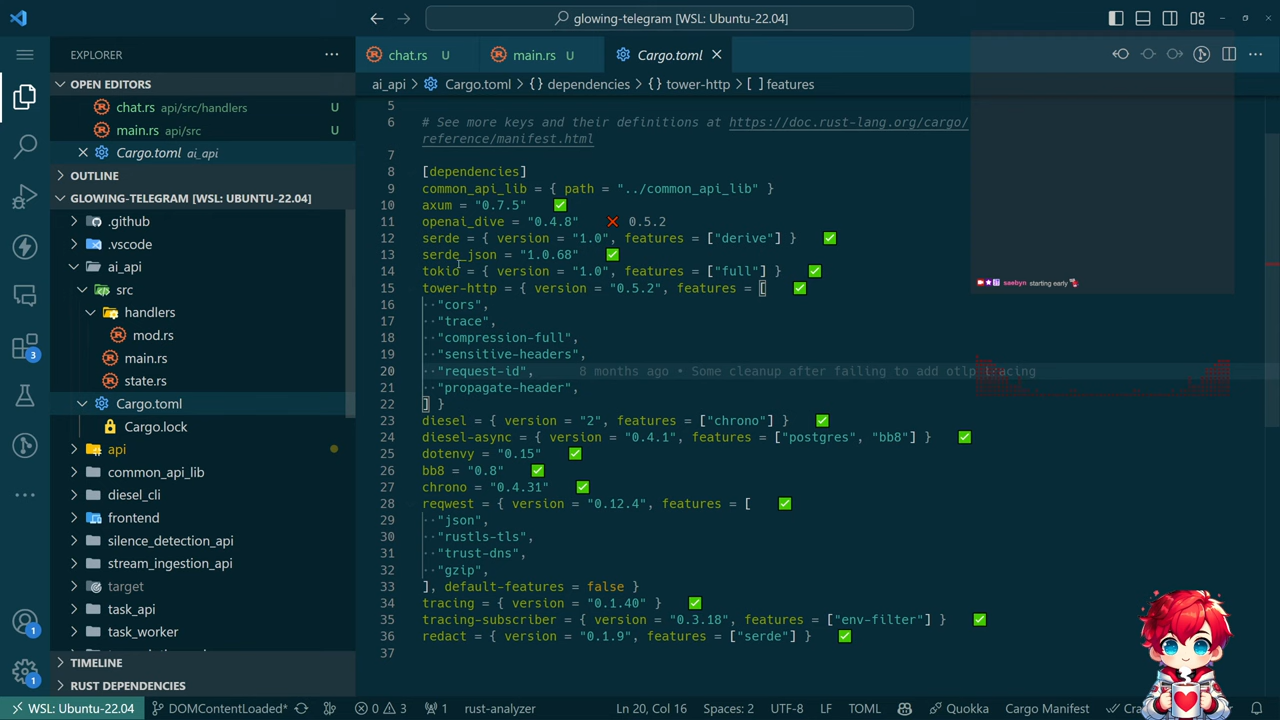 glowing-telegram [WSL: Ubuntu-22.04]
EXPLORER
OPEN EDITORS
chat.rs api/src/handlers U
main.rs api/src U
Cargo.toml ai_api
OUTLINE
GLOWING-TELEGRAM [WSL: UBUNTU-22.04]
.github
.vscode
ai_api
src
handlers
mod.rs
main.rs
state.rs
Cargo.toml
Cargo.lock
api
common_api_lib
diesel_cli
frontend
silence_detection_api
stream_ingestion_api
target
task_api
task_worker
TIMELINE
RUST DEPENDENCIES
3
1
1
chat.rs U
main.rs U
Cargo.toml
ai_api > Cargo.toml > {} dependencies > {} tower-http > [ ] features
5
6 # See more keys and their definitions at https://doc.rust-lang.org/cargo/
reference/manifest.html
7
8 [dependencies]
9 common_api_lib = { path = "../common_api_lib" }
10 axum = "0.7.5" ✅
11 openai_dive = "0.4.8" ❌ 0.5.2
12 serde = { version = "1.0", features = ["derive"] } ✅
13 serde_json = "1.0.68" ✅
14 tokio = { version = "1.0", features = ["full"] } ✅
15 tower-http = { version = "0.5.2", features = [ ✅
16 "cors",
17 "trace",
18 "compression-full",
19 "sensitive-headers",
20 "request-id", 8 months ago • Some cleanup after failing to add otlp tracing
21 "propagate-header",
22 ] }
23 diesel = { version = "2", features = ["chrono"] } ✅
24 diesel-async = { version = "0.4.1", features = ["postgres", "bb8"] } ✅
25 dotenvy = "0.15" ✅
26 bb8 = "0.8" ✅
27 chrono = "0.4.31" ✅
28 reqwest = { version = "0.12.4", features = [ ✅
29 "json",
30 "rustls-tls",
31 "trust-dns",
32 "gzip",
33 ], default-features = false }
34 tracing = { version = "0.1.40" } ✅
35 tracing-subscriber = { version = "0.3.18", features = ["env-filter"] } ✅
36 redact = { version = "0.1.9", features = ["serde"] } ✅
37
saebyn starting early
WSL: Ubuntu-22.04 DOMContentLoaded* 0 3 1 rust-analyzer Ln 20, Col 16 Spaces: 2 UTF-8 LF TOML Quokka Cargo Manifest